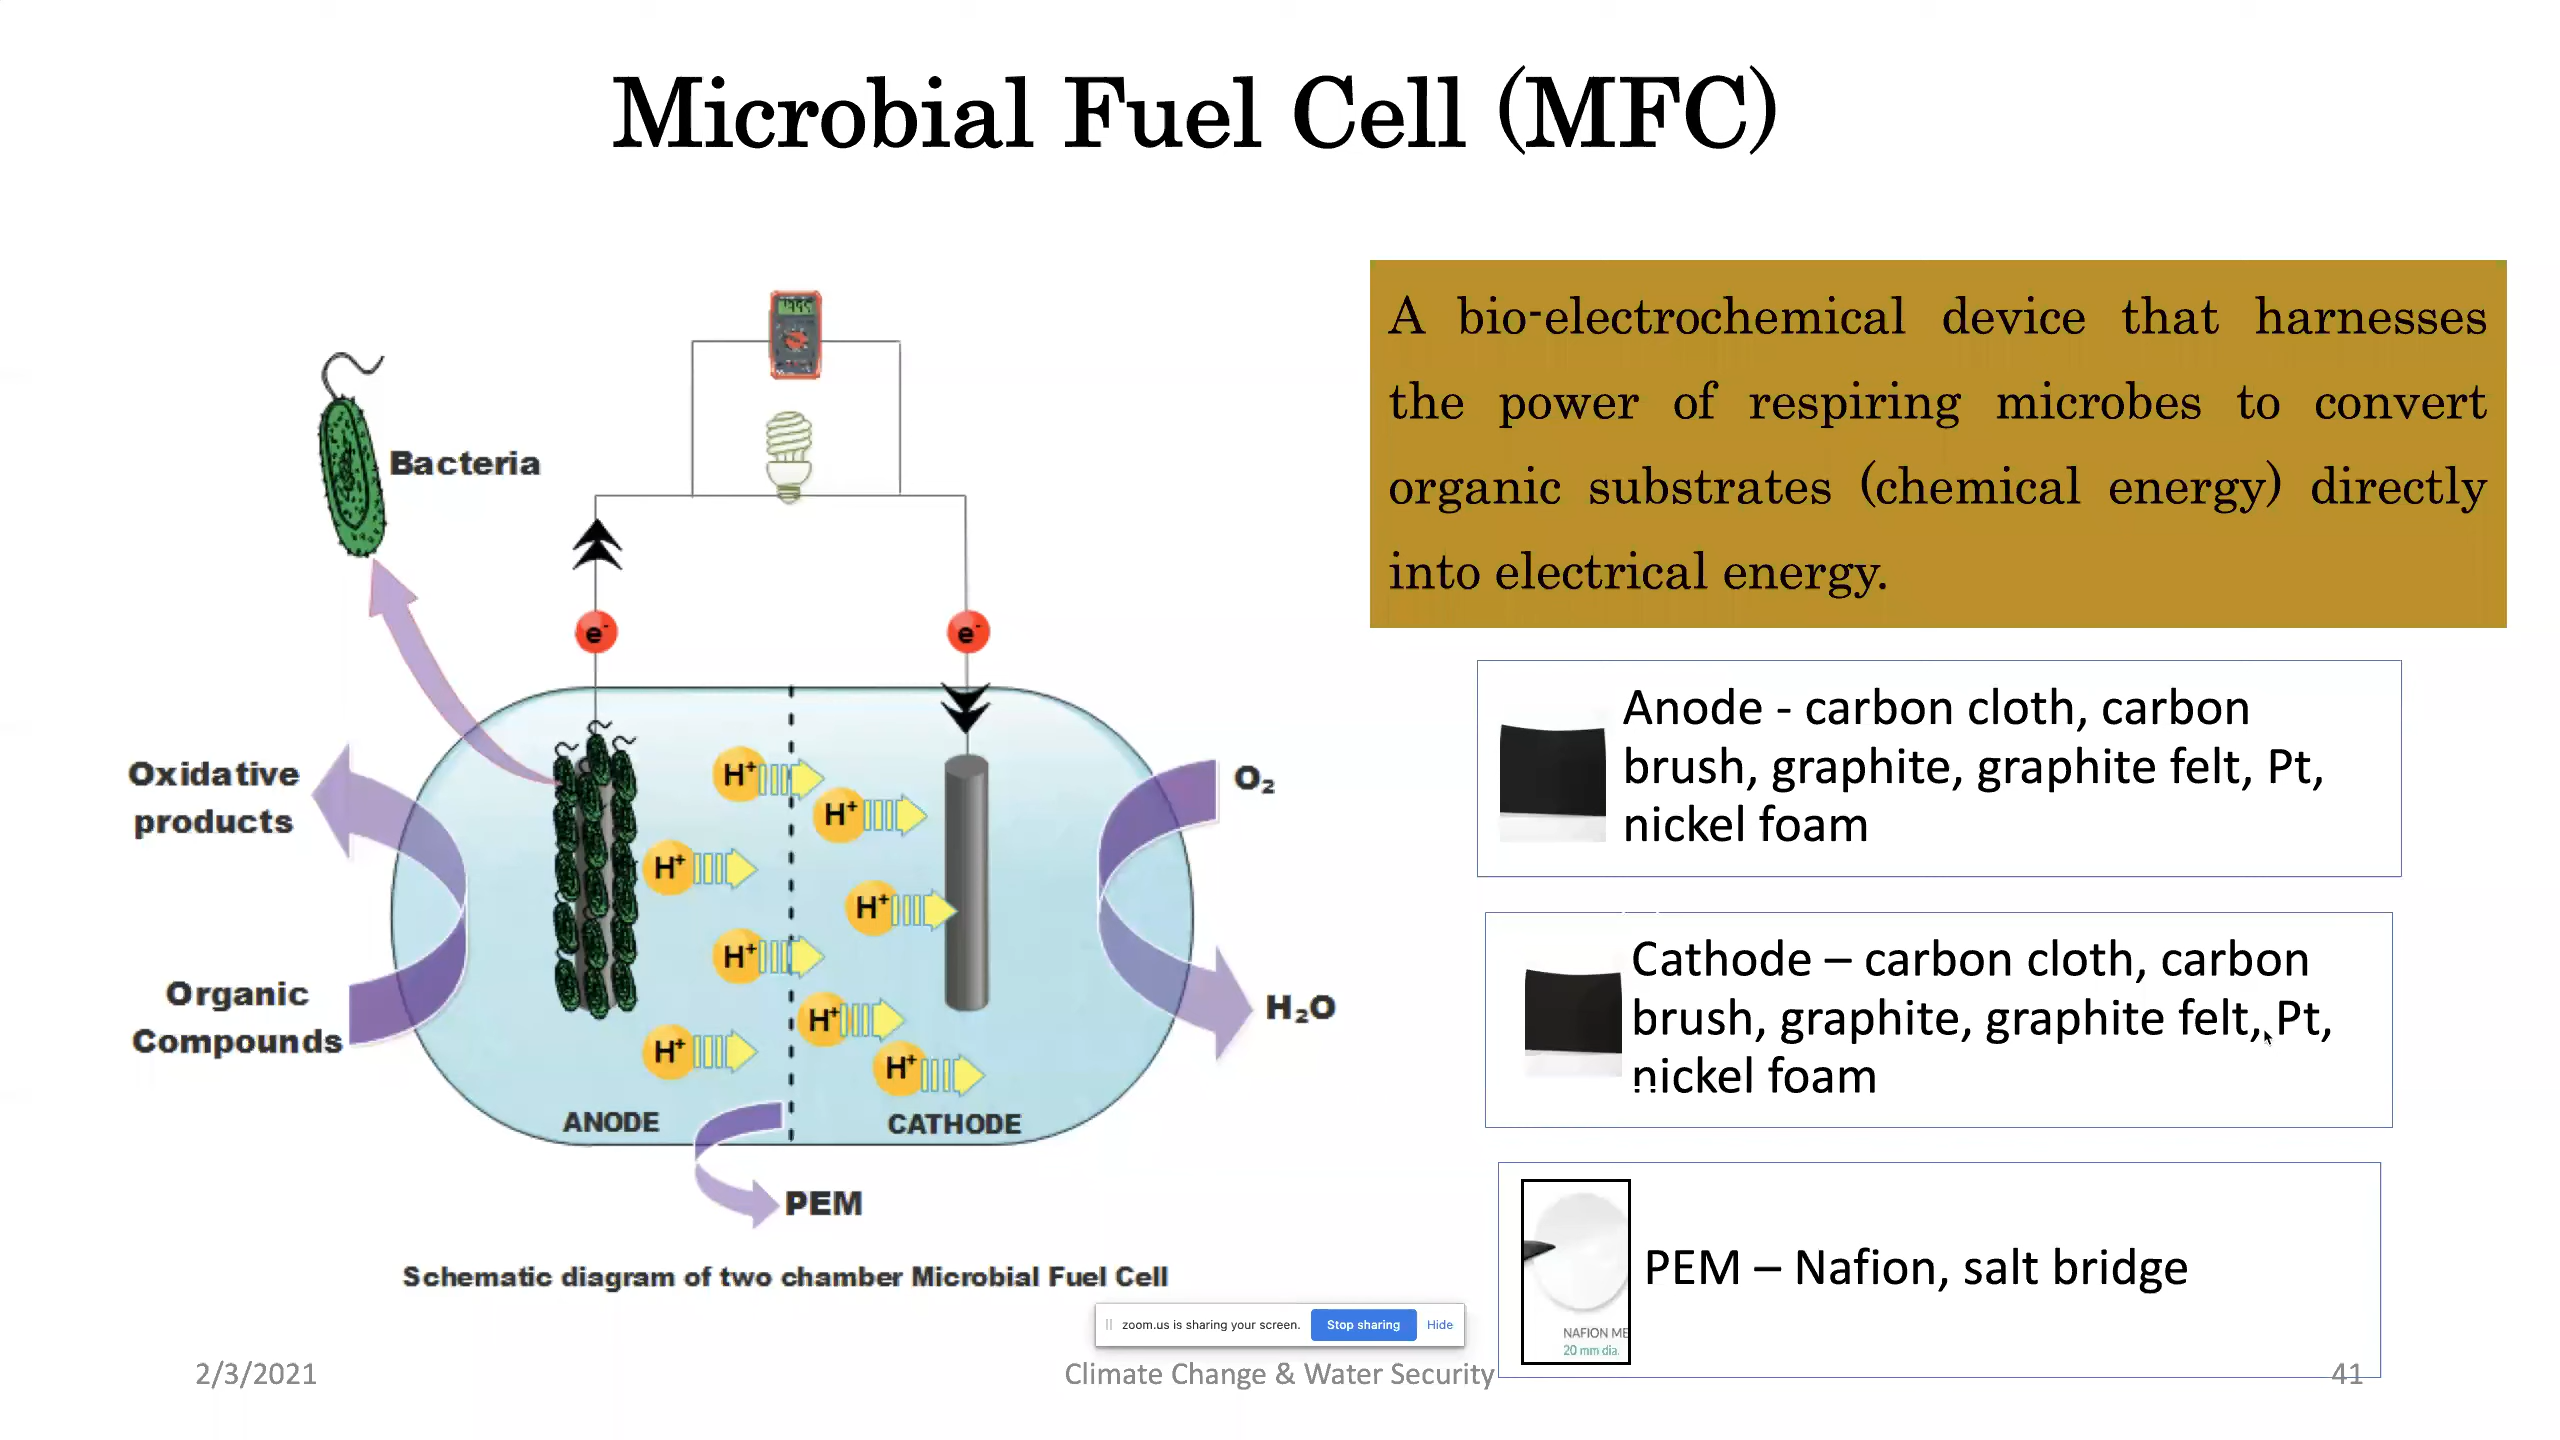 Microbial Fuel Cell (MFC)
A bio-electrochemical device that harnesses
the power of respiring microbes to convert
organic substrates (chemical energy) directly
into electrical energy.
Bacteria
e-
e-
Oxidative
products
Organic
Compounds
H+
H+
H+
H+
H+
H+
H+
H+
O₂
H₂O
ANODE
CATHODE
PEM
Schematic diagram of two chamber Microbial Fuel Cell
Anode - carbon cloth, carbon
brush, graphite, graphite felt, Pt,
nickel foam
Cathode – carbon cloth, carbon
brush, graphite, graphite felt, Pt,
nickel foam
PEM – Nafion, salt bridge
NAFION ME
20 mm dia.
zoom.us is sharing your screen.
Stop sharing
Hide
2/3/2021
Climate Change & Water Security
41